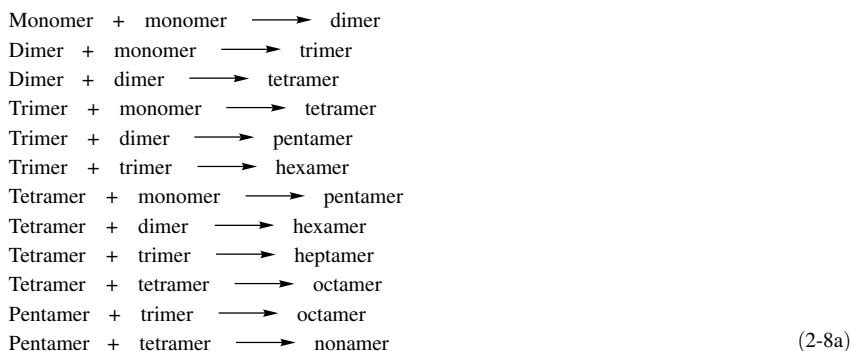 Monomer + monomer ⟶ dimer
Dimer + monomer ⟶ trimer
Dimer + dimer ⟶ tetramer
Trimer + monomer ⟶ tetramer
Trimer + dimer ⟶ pentamer
Trimer + trimer ⟶ hexamer
Tetramer + monomer ⟶ pentamer
Tetramer + dimer ⟶ hexamer
Tetramer + trimer ⟶ heptamer
Tetramer + tetramer ⟶ octamer
Pentamer + trimer ⟶ octamer
Pentamer + tetramer ⟶ nonamer (2-8a)